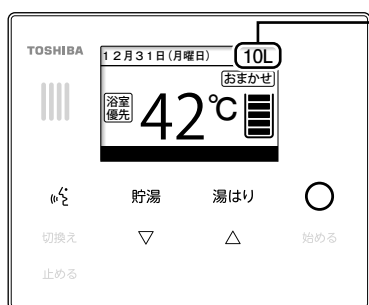 TOSHIBA
12月31日(月曜日) 10L
おまかせ
浴室
優先
42℃
貯湯 湯はり
切換え ▽ △ 始める
止める